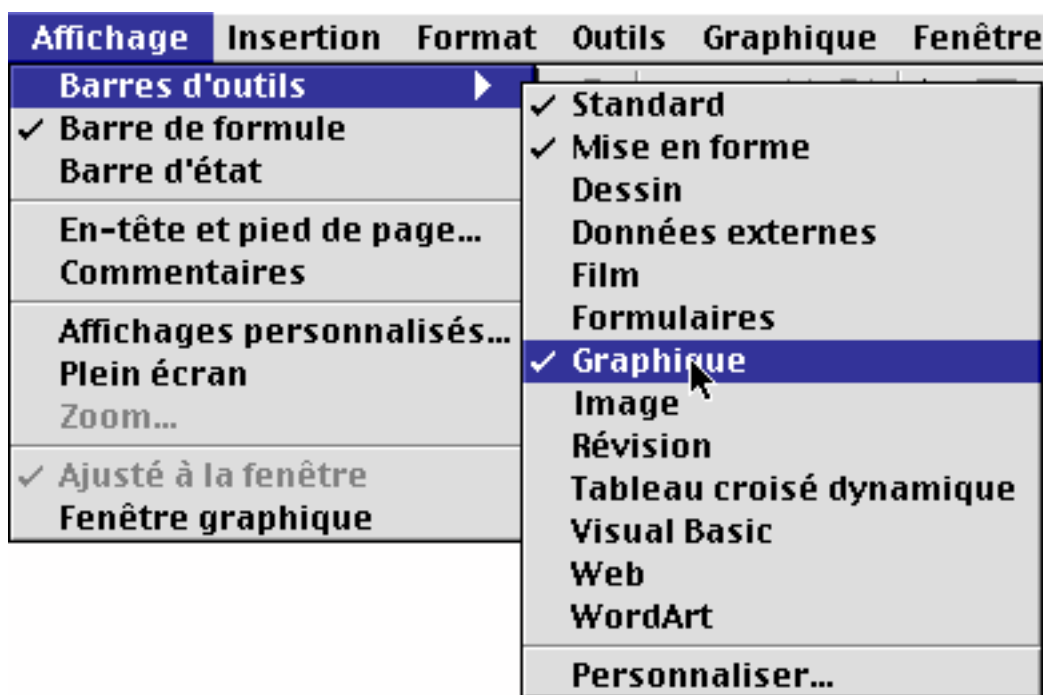 Affichage Insertion Format Outils Graphique Fenêtre
Barres d'outils
✓ Barre de formule
Barre d'état
En-tête et pied de page...
Commentaires
Affichages personnalisés...
Plein écran
Zoom...
✓ Ajusté à la fenêtre
Fenêtre graphique
✓ Standard
✓ Mise en forme
Dessin
Données externes
Film
Formulaires
✓ Graphique
Image
Révision
Tableau croisé dynamique
Visual Basic
Web
WordArt
Personnaliser...